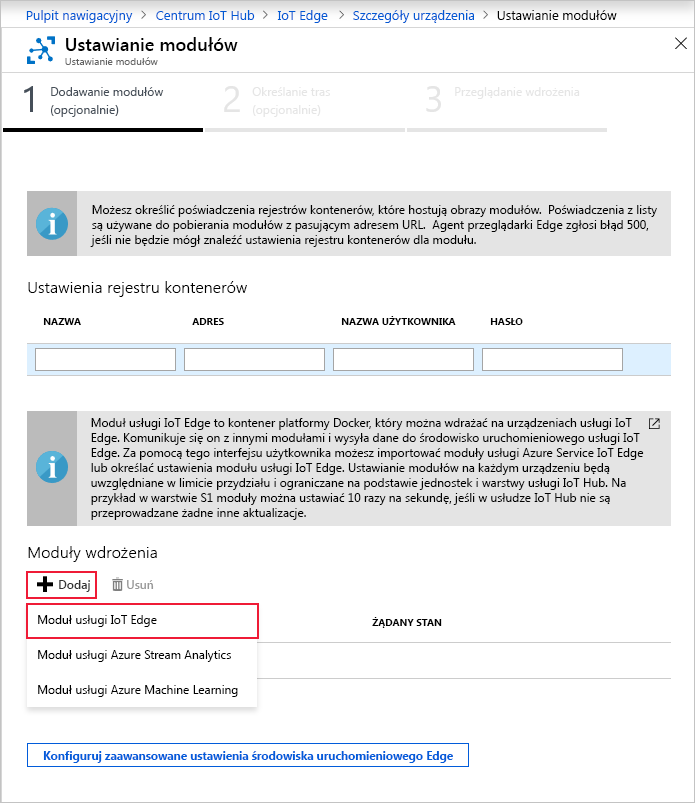 Pulpit nawigacyjny > Centrum IoT Hub > IoT Edge > Szczegóły urządzenia > Ustawianie modułów
Ustawianie modułów
Ustawianie modułów
1 Dodawanie modułów
(opcjonalnie)
2 Określanie tras
(opcjonalnie)
3 Przeglądanie wdrożenia
Możesz określić poświadczenia rejestrów kontenerów, które hostują obrazy modułów. Poświadczenia z listy
są używane do pobierania modułów z pasującym adresem URL. Agent przeglądarki Edge zgłosi błąd 500,
jeśli nie będzie mógł znaleźć ustawienia rejestru kontenerów dla modułu.
Ustawienia rejestru kontenerów
NAZWA ADRES NAZWA UŻYTKOWNIKA HASŁO
Moduł usługi IoT Edge to kontener platformy Docker, który można wdrażać na urządzeniach usługi IoT
Edge. Komunikuje się on z innymi modułami i wysyła dane do środowisko uruchomieniowego usługi IoT
Edge. Za pomocą tego interfejsu użytkownika możesz importować moduły usługi Azure Service IoT Edge
lub określać ustawienia modułu usługi IoT Edge. Ustawianie modułów na każdym urządzeniu będą
uwzględniane w limicie przydziału i ograniczane na podstawie jednostek i warstwy usługi IoT Hub. Na
przykład w warstwie S1 moduły można ustawiać 10 razy na sekundę, jeśli w usłudze IoT Hub nie są
przeprowadzane żadne inne aktualizacje.
Moduły wdrożenia
Dodaj Usuń
Moduł usługi IoT Edge
ŻĄDANY STAN
Moduł usługi Azure Stream Analytics
Moduł usługi Azure Machine Learning
Konfiguruj zaawansowane ustawienia środowiska uruchomieniowego Edge